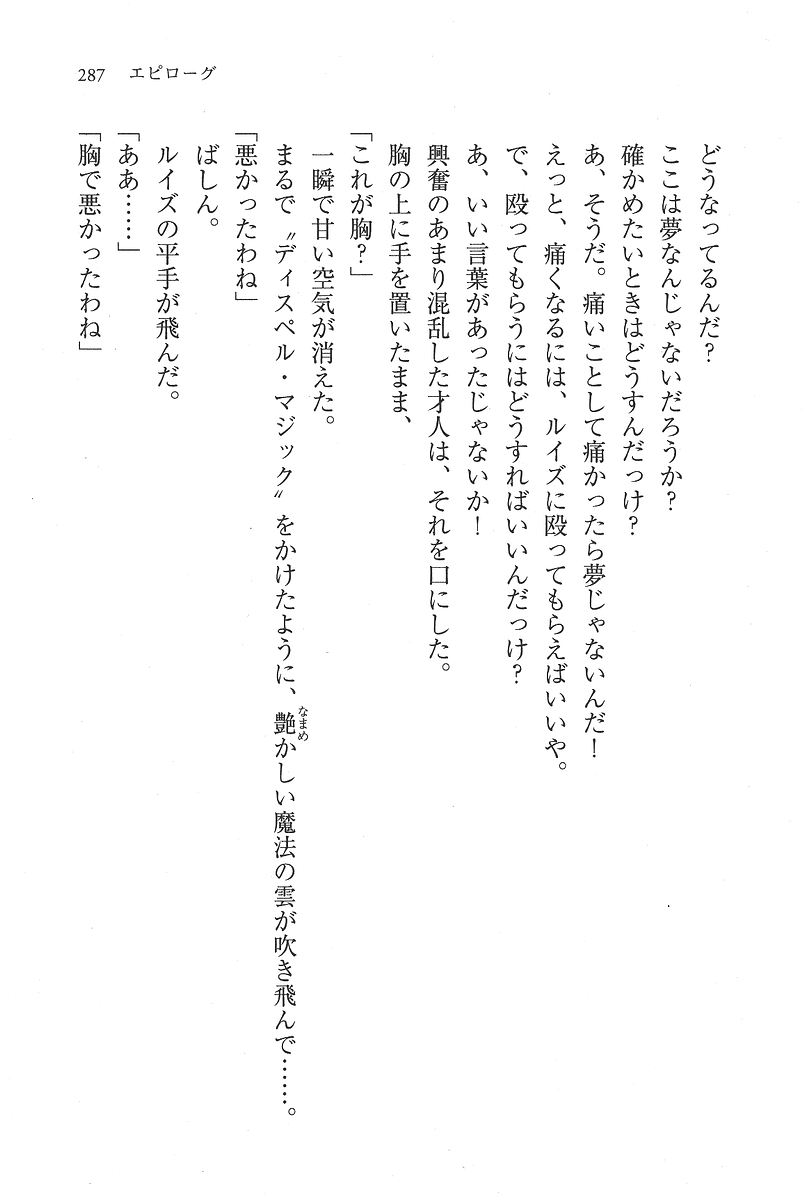 287 エピローグ
どうなってるんだ?
ここは夢なんじゃないだろうか?
確かめたいときはどうすんだっけ?
あ、そうだ。痛いことして痛かったら夢じゃないんだ!
えっと、痛くなるには、ルイズに殴ってもらえばいいや。
で、殴ってもらうにはどうすればいいんだっけ?
あ、いい言葉があったじゃないか!
興奮のあまり混乱した才人は、それを口にした。
胸の上に手を置いたまま、
「これが胸?」
一瞬で甘い空気が消えた。
まるで〝ディスペル・マジック〟をかけたように、艶かしい魔法の雲が吹き飛んで……。
なまめ
「悪かったわね」
ばしん。
ルイズの平手が飛んだ。
「ああ……」
「胸で悪かったわね」